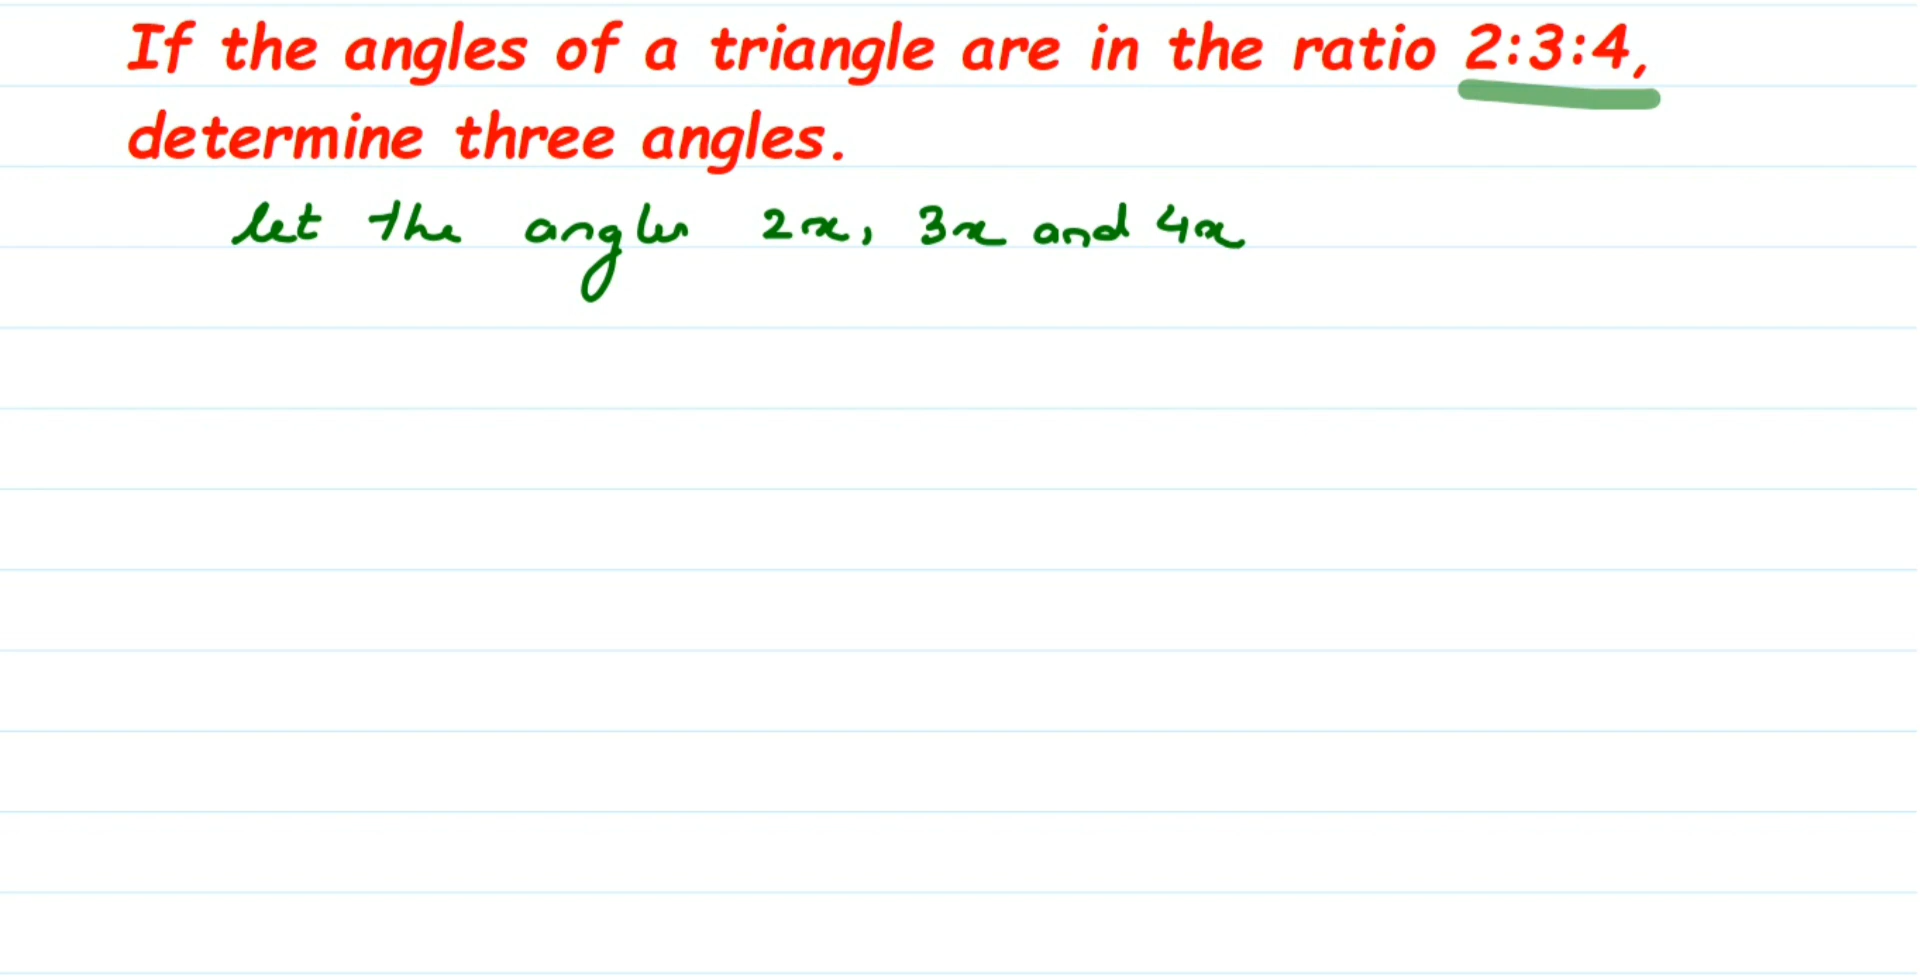 If the angles of a triangle are in the ratio 2:3:4,
determine three angles.
let the angles 2x, 3x and 4x